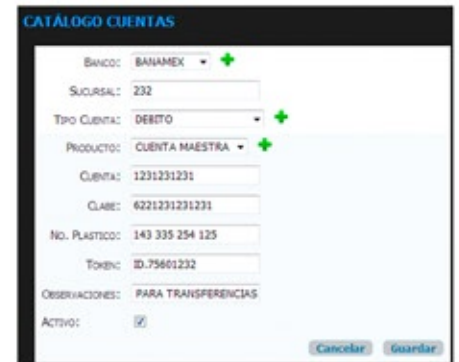 CATÁLOGO CUENTAS
BANCO: BANAMEX
SUCURSAL: 232
TIPO CUENTA: DEBITO
PRODUCTO: CUENTA MAESTRA
CUENTA: 1231231231
CLABE: 6221231231231
NO. PLASTICO: 143 335 254 125
TOKEN: ID.75601232
OBSERVACIONES: PARA TRANSFERENCIAS
ACTIVO:
Cancelar Guardar